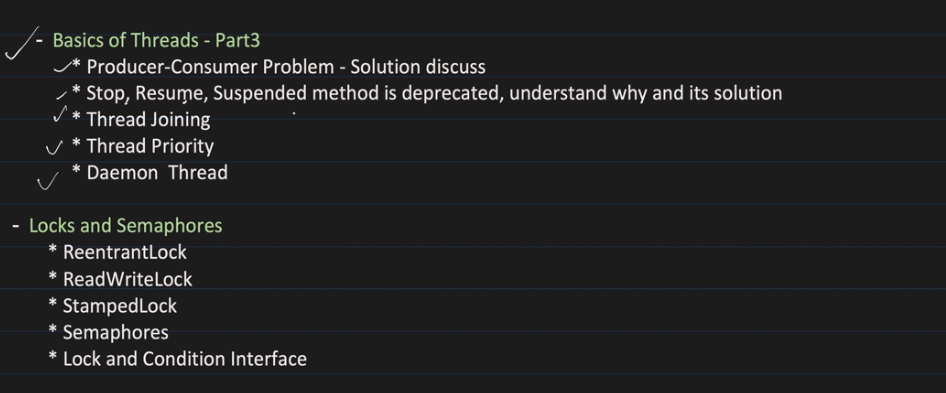 - Basics of Threads - Part3
* Producer-Consumer Problem - Solution discuss
* Stop, Resume, Suspended method is deprecated, understand why and its solution
* Thread Joining
* Thread Priority
* Daemon Thread
- Locks and Semaphores
* ReentrantLock
* ReadWriteLock
* StampedLock
* Semaphores
* Lock and Condition Interface